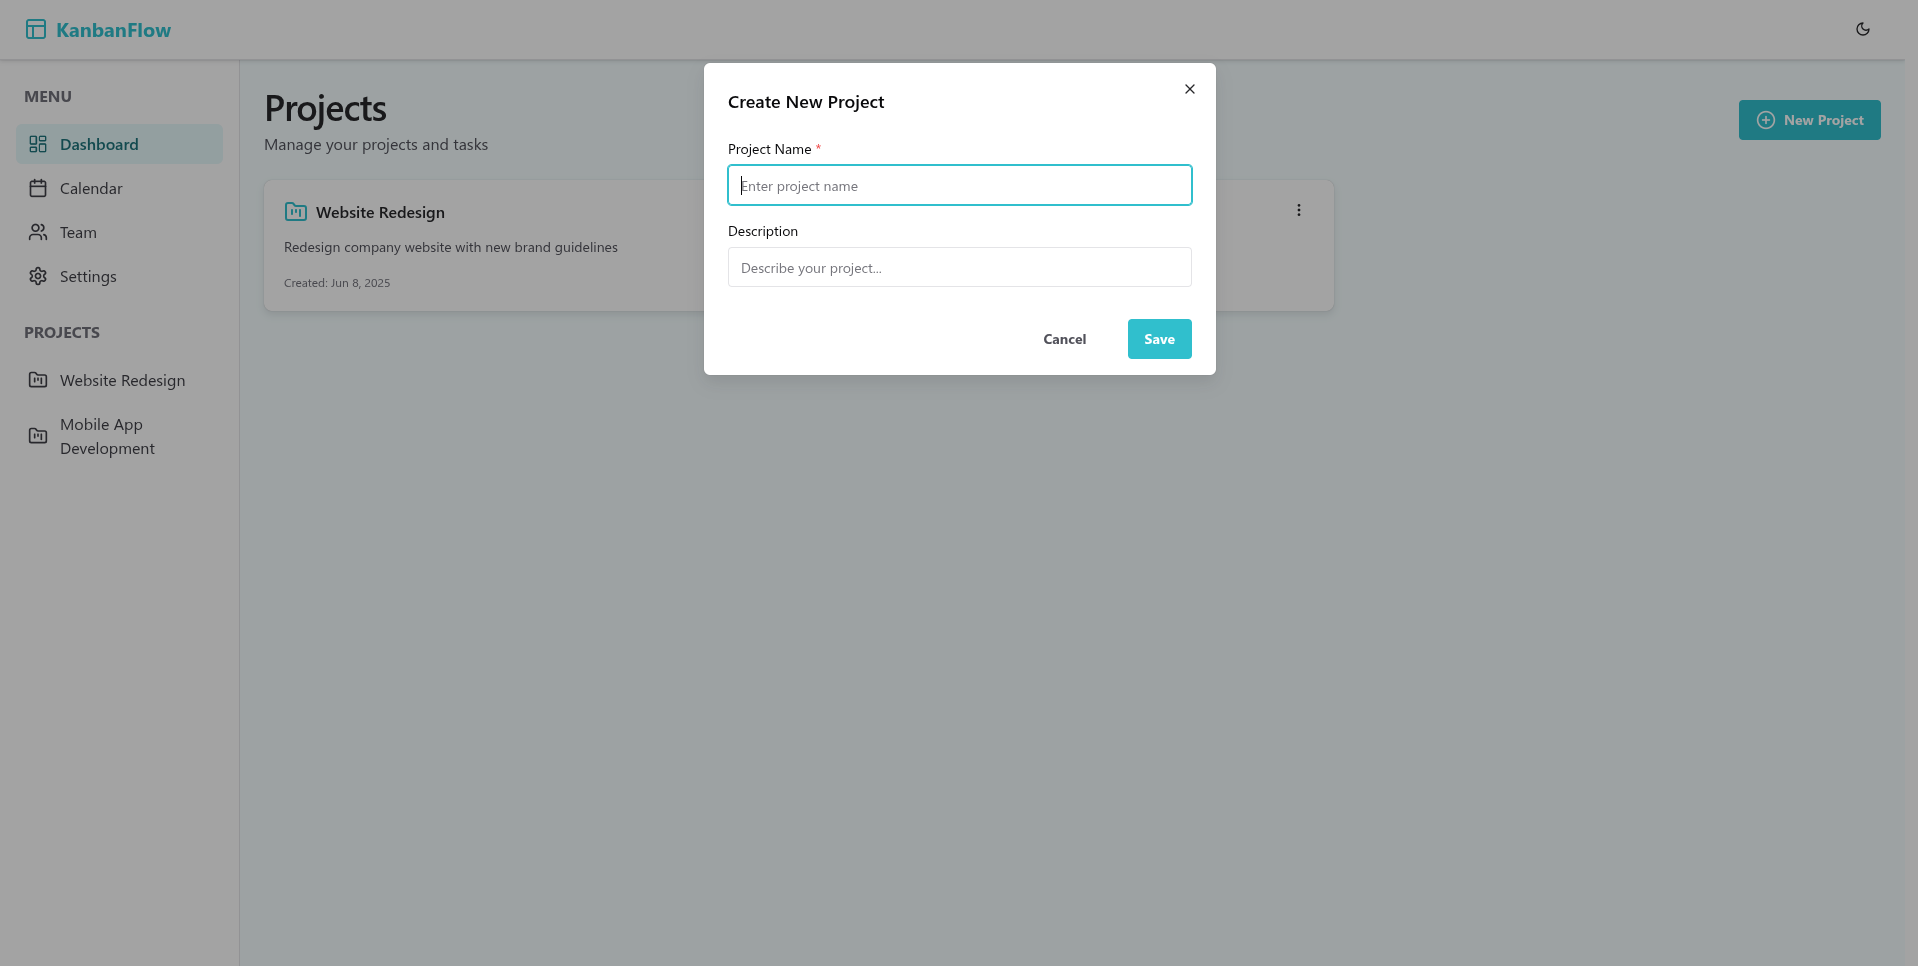 KanbanFlow
MENU
Dashboard
Calendar
Team
Settings
PROJECTS
Website Redesign
Mobile App
Development
Projects
Manage your projects and tasks
New Project
Website Redesign
Redesign company website with new brand guidelines
Created: Jun 8, 2025
Create New Project
Project Name *
Enter project name
Description
Describe your project...
Cancel
Save